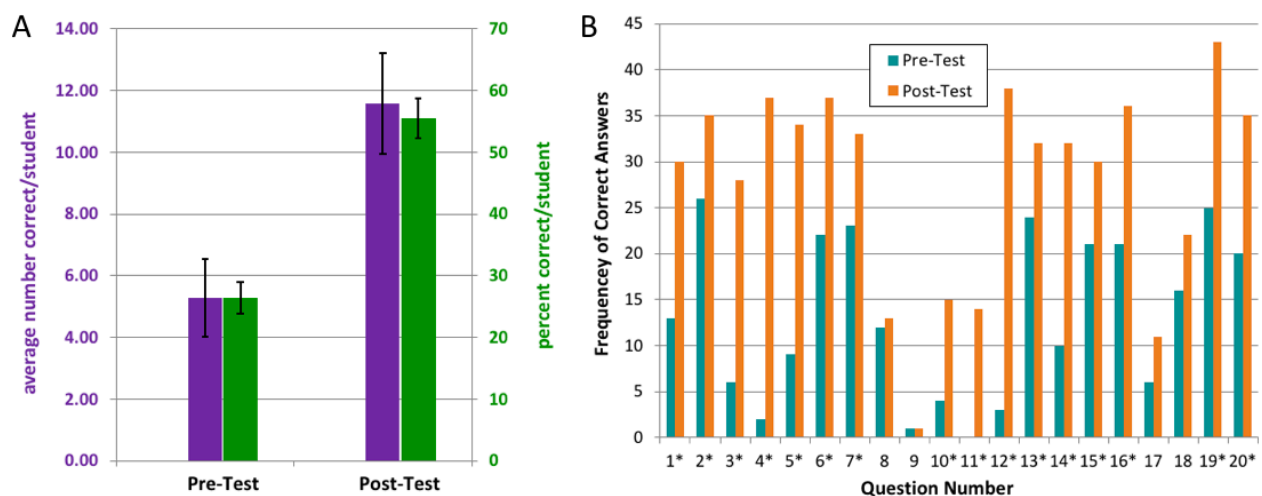 A
average number correct/student
14.00
12.00
10.00
8.00
6.00
4.00
2.00
0.00
70
60
50
40
30
20
10
0
percent correct/student
Pre-Test
Post-Test
B
Frequencey of Correct Answers
45
40
35
30
25
20
15
10
5
0
Pre-Test
Post-Test
1* 2* 3* 4* 5* 6* 7* 8 9 10* 11* 12* 13* 14* 15* 16* 17 18 19* 20*
Question Number